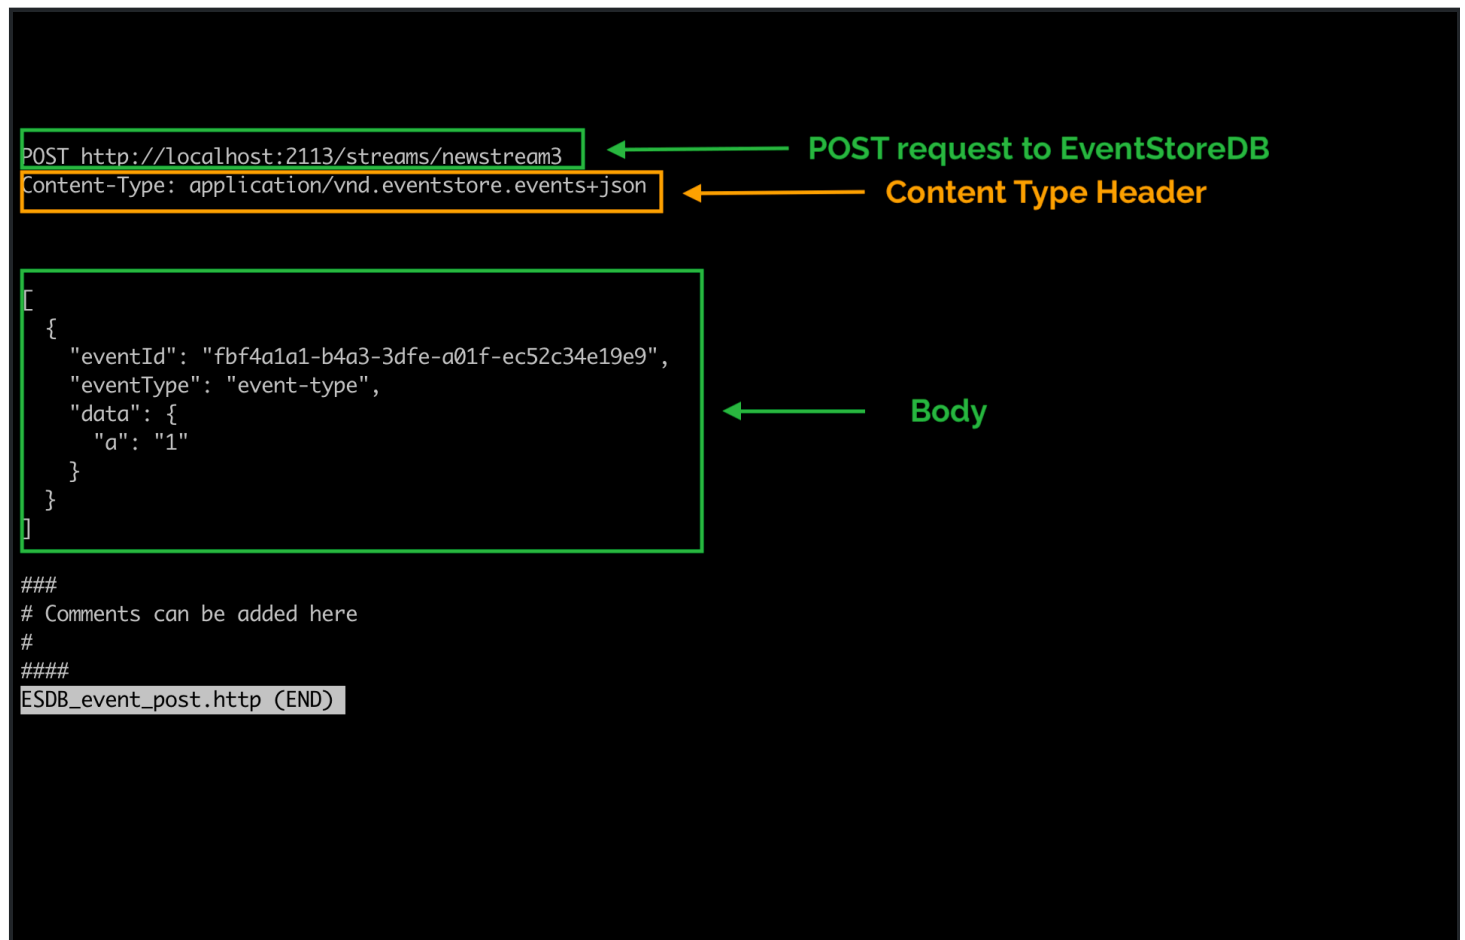 POST http://localhost:2113/streams/newstream3
POST request to EventStoreDB
Content-Type: application/vnd.eventstore.events+json
Content Type Header
[
  {
    "eventId": "fbf4a1a1-b4a3-3dfe-a01f-ec52c34e19e9",
    "eventType": "event-type",
    "data": {
      "a": "1"
    }
  }
]
Body
###
# Comments can be added here
#
####
ESDB_event_post.http (END)